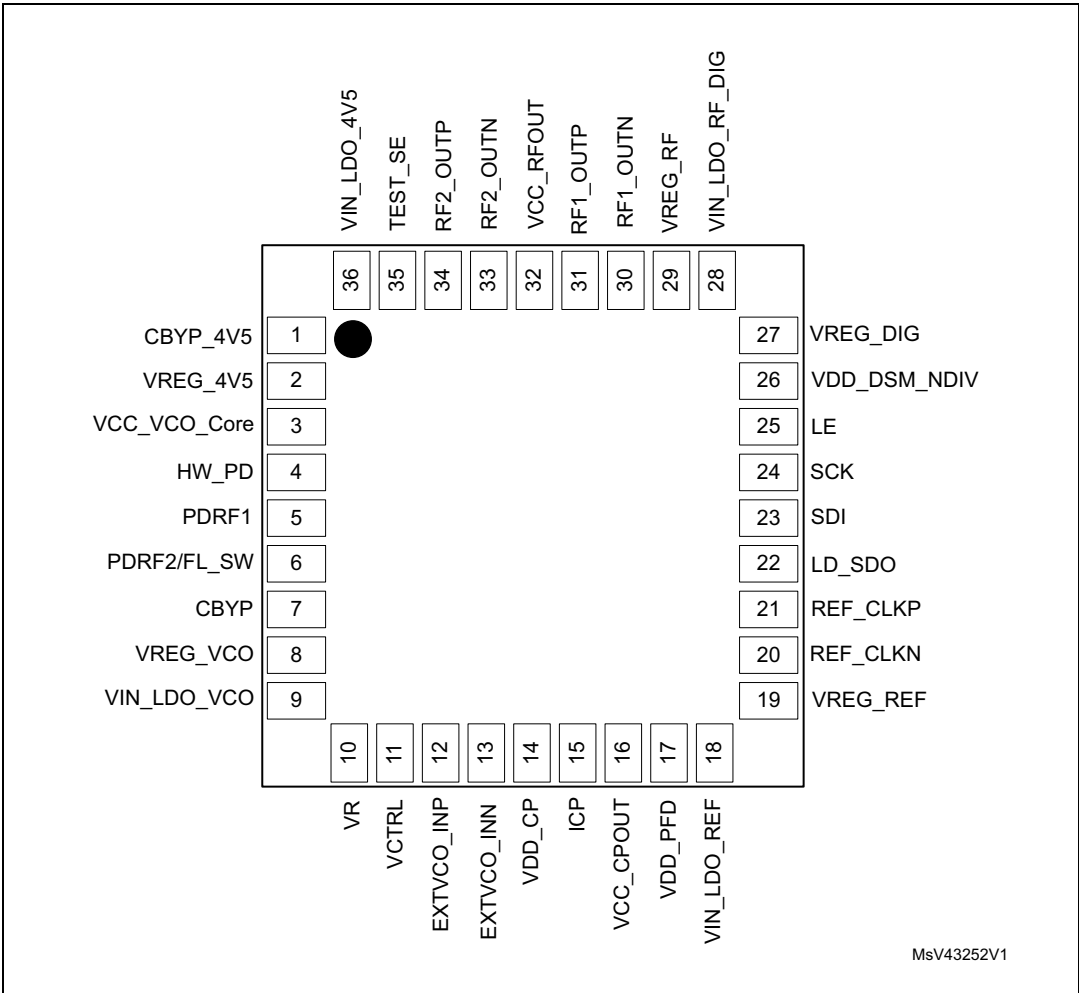 VIN_LDO_4V5
TEST_SE
RF2_OUTP
RF2_OUTN
VCC_RFOUT
RF1_OUTP
RF1_OUTN
VREG_RF
VIN_LDO_RF_DIG
36
35
34
33
32
31
30
29
28
CBYP_4V5 1
VREG_4V5 2
VCC_VCO_Core 3
HW_PD 4
PDRF1 5
PDRF2/FL_SW 6
CBYP 7
VREG_VCO 8
VIN_LDO_VCO 9
27 VREG_DIG
26 VDD_DSM_NDIV
25 LE
24 SCK
23 SDI
22 LD_SDO
21 REF_CLKP
20 REF_CLKN
19 VREG_REF
10
11
12
13
14
15
16
17
18
VR
VCTRL
EXTVCO_INP
EXTVCO_INN
VDD_CP
ICP
VCC_CPOUT
VDD_PFD
VIN_LDO_REF
MsV43252V1